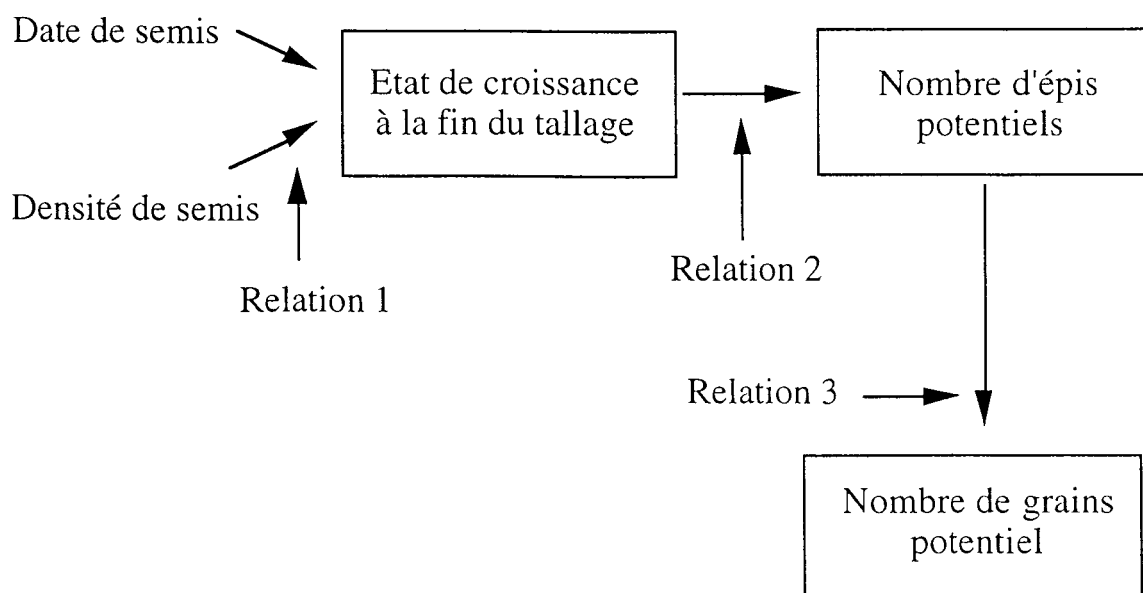 Date de semis
Densité de semis
Relation 1
Etat de croissance
à la fin du tallage
Relation 2
Nombre d'épis
potentiels
Relation 3
Nombre de grains
potentiel